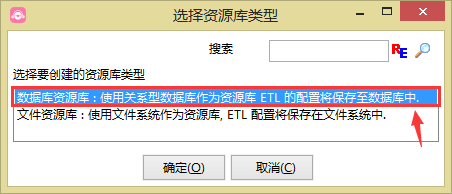 选择资源库类型
搜索
RE
选择要创建的资源库类型
数据库资源库 : 使用关系型数据库作为资源库 ETL 的配置将保存至数据库中.
文件资源库 : 使用文件系统作为资源库, ETL 配置将保存在文件系统中.
确定(O) 取消(C)